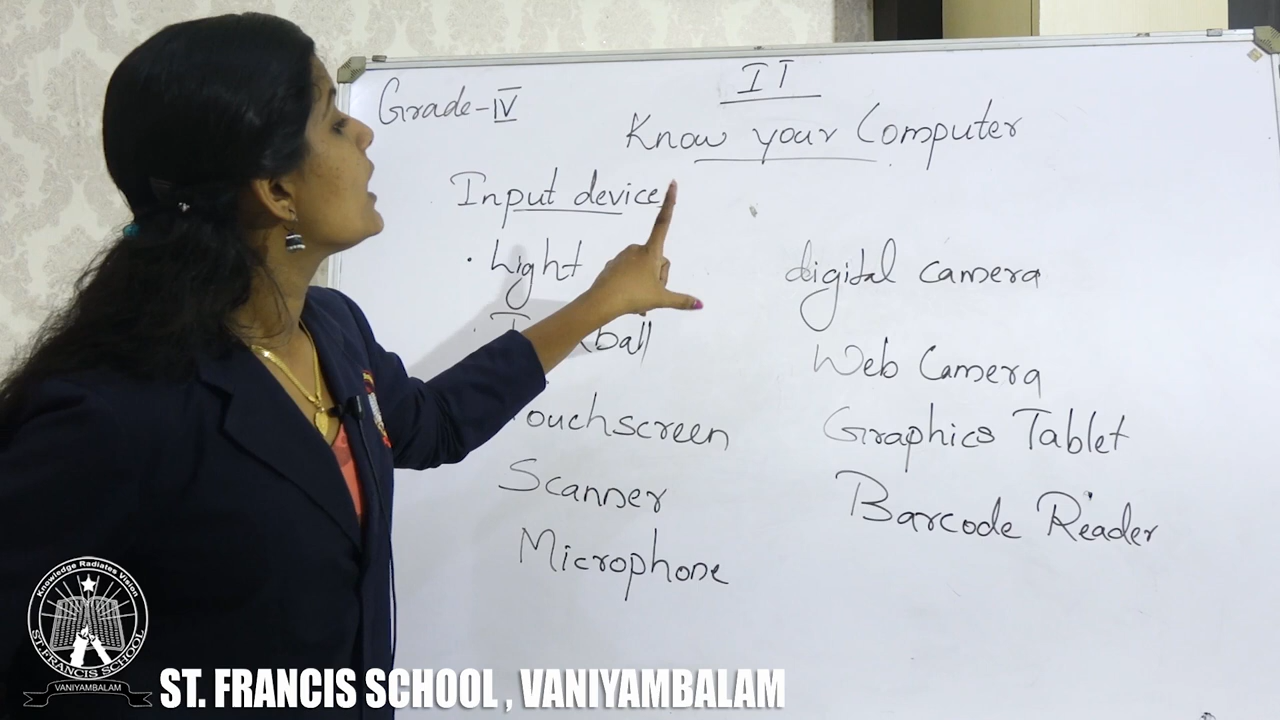 IT
Grade-IV
Know your Computer
Input device
· Light
ball
ouchscreen
Scanner
Microphone
digital camera
Web Camera
Graphics Tablet
Barcode Reader
Knowledge Radiates Vision
ST. FRANCIS SCHOOL
VANIYAMBALAM
ST. FRANCIS SCHOOL , VANIYAMBALAM